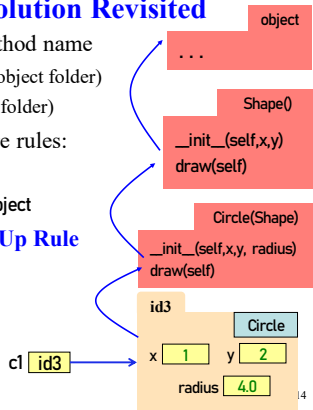 olution Revisited
thod name
object folder)
folder)
e rules:
ject
Up Rule
object
. . .
Shape()
__init__(self,x,y)
draw(self)
Circle(Shape)
__init__(self,x,y, radius)
draw(self)
id3
Circle
x 1 y 2
radius 4.0
c1 id3
14